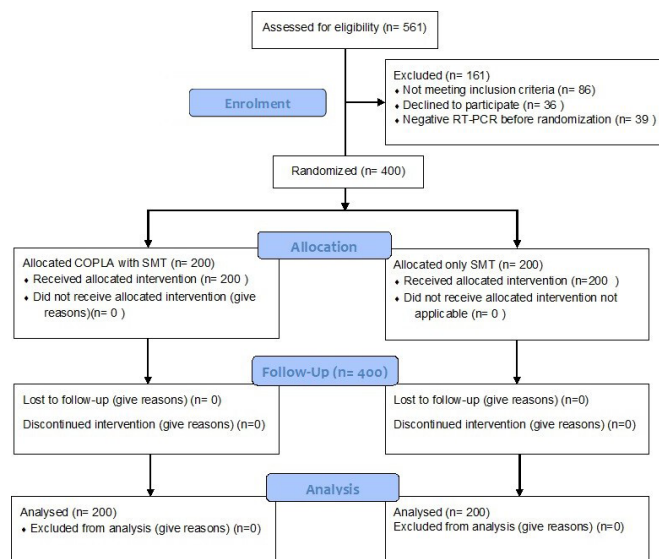 Assessed for eligibility (n= 561)
Excluded (n= 161)
♦ Not meeting inclusion criteria (n= 86)
♦ Declined to participate (n= 36 )
♦ Negative RT-PCR before randomization (n= 39 )
Enrolment
Randomized (n= 400)
Allocation
Allocated COPLA with SMT (n= 200)
♦ Received allocated intervention (n= 200 )
♦ Did not receive allocated intervention (give
reasons)(n= 0 )
Allocated only SMT (n= 200)
♦ Received allocated intervention (n=200 )
♦ Did not receive allocated intervention not
applicable (n= 0 )
Follow-Up (n= 400)
Lost to follow-up (give reasons) (n= 0)
Discontinued intervention (give reasons) (n=0)
Lost to follow-up (give reasons) (n=0)
Discontinued intervention (give reasons) (n=0)
Analysis
Analysed (n= 200)
♦ Excluded from analysis (give reasons) (n=0)
Analysed (n= 200)
Excluded from analysis (give reasons) (n=0)